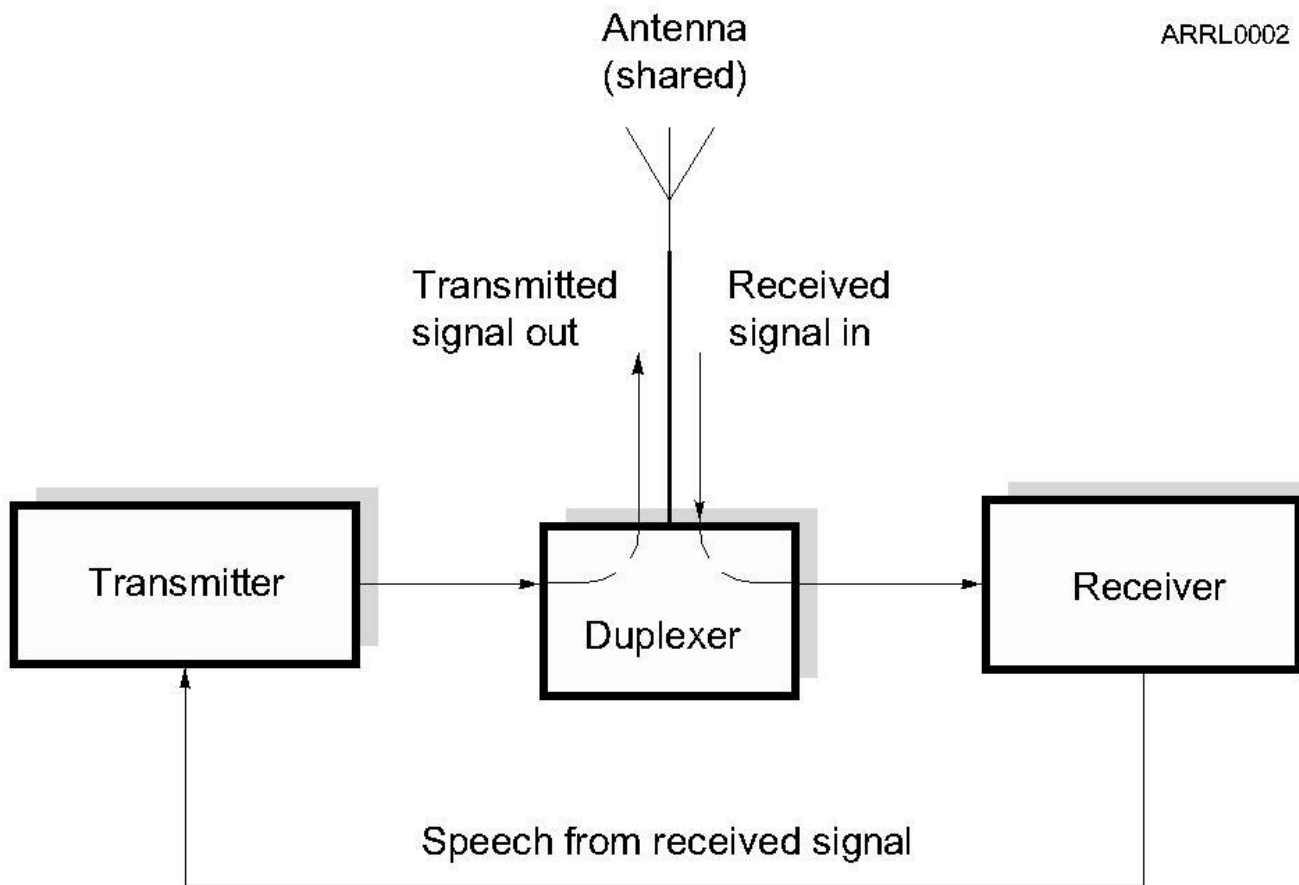 Antenna
(shared)
ARRL0002
Transmitted
signal out
Received
signal in
Transmitter
Duplexer
Receiver
Speech from received signal